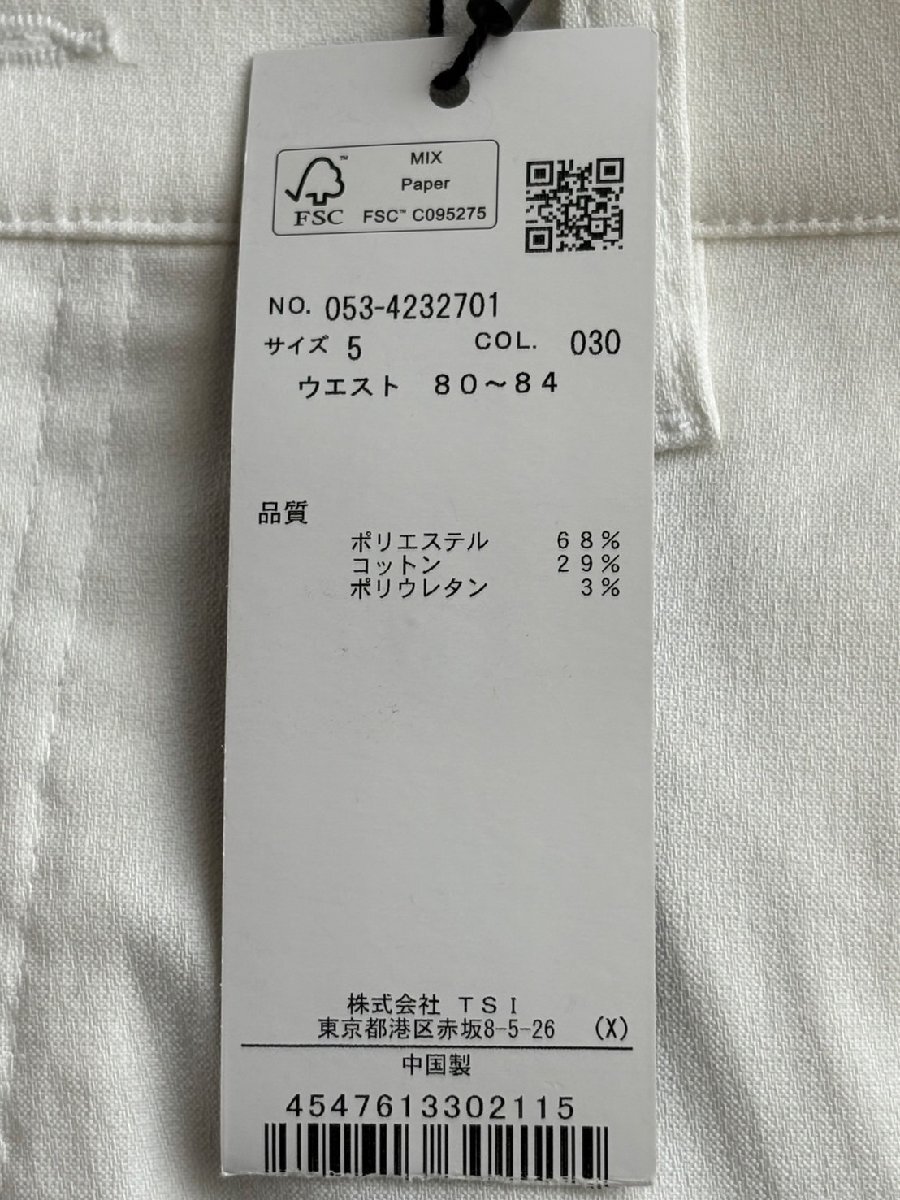 MIX
Paper
FSC™ C095275
FSC
NO. 053-4232701
サイズ 5 COL. 030
ウエスト 80～84
品質
ポリエステル 68%
コットン 29%
ポリウレタン 3%
株式会社 TSI
東京都港区赤坂8-5-26 (X)
中国製
4547613302115